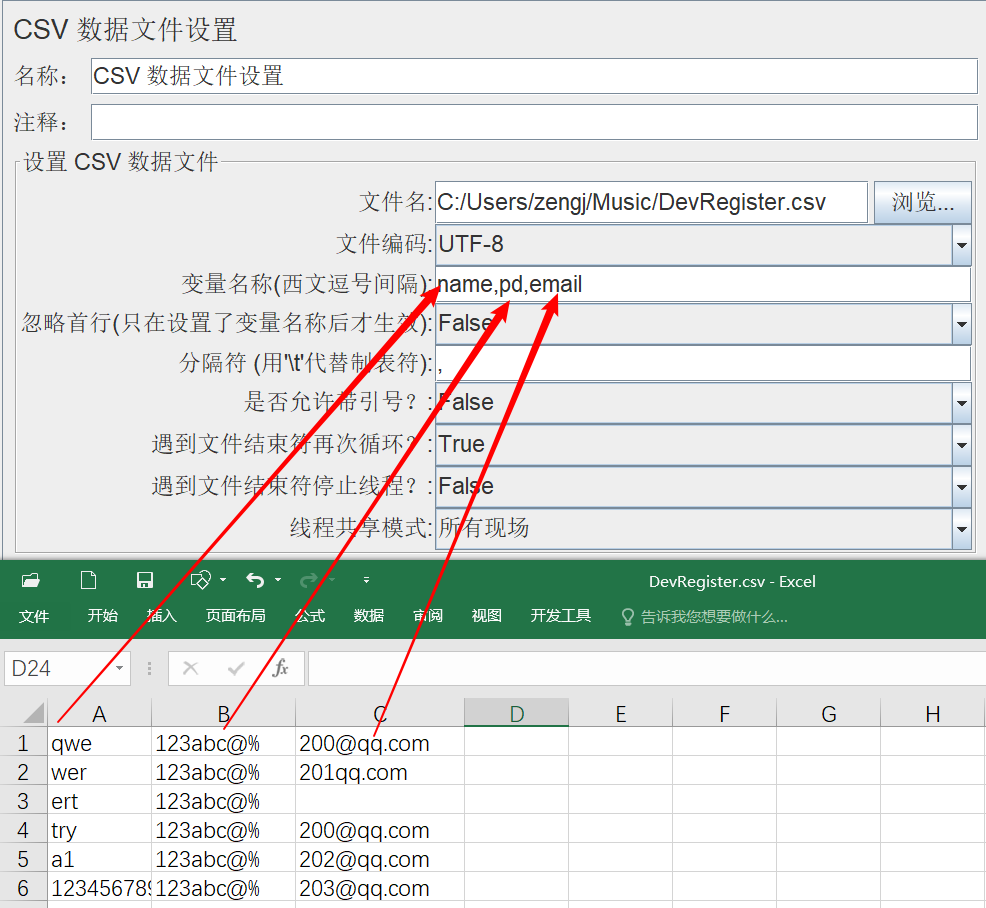 CSV 数据文件设置
名称： CSV 数据文件设置
注释：
设置 CSV 数据文件
文件名: C:/Users/zengj/Music/DevRegister.csv 浏览...
文件编码: UTF-8
变量名称(西文逗号间隔): name,pd,email
忽略首行(只在设置了变量名称后才生效): False
分隔符 (用'\t'代替制表符): ,
是否允许带引号？: False
遇到文件结束符再次循环？: True
遇到文件结束符停止线程？: False
线程共享模式: 所有现场
DevRegister.csv - Excel
文件 开始 插入 页面布局 公式 数据 审阅 视图 开发工具 告诉我您想要做什么...
D24 fx
A B C D E F G H
1 qwe 123abc@% 200@qq.com
2 wer 123abc@% 201qq.com
3 ert 123abc@%
4 try 123abc@% 200@qq.com
5 a1 123abc@% 202@qq.com
6 123456789 123abc@% 203@qq.com